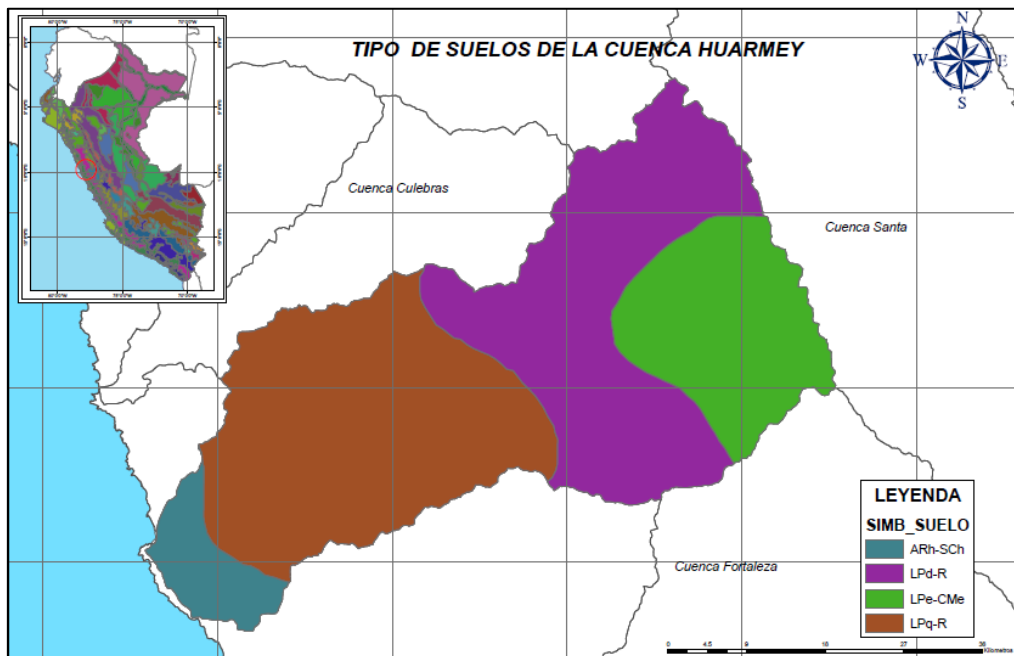 TIPO DE SUELOS DE LA CUENCA HUARMEY
N
W
E
S
Cuenca Culebras
Cuenca Santa
Cuenca Fortaleza
LEYENDA
SIMB_SUELO
ARh-SCh
LPd-R
LPe-CMe
LPq-R
0 4.5 9 18 27 36
Kilometros